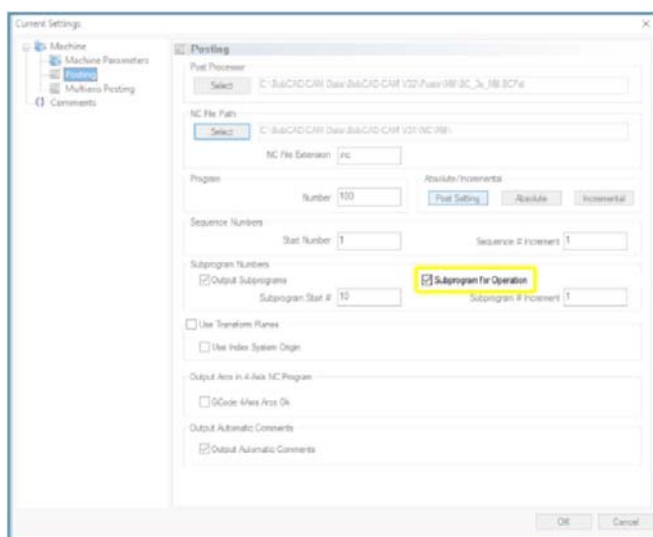 Current Settings
Machine
Machine Parameters
Posting
Multiaxis Posting
Comments
Posting
Post Processor
Select
NC File Path
Select
NC File Extension
.nc
Program
Number 100
Absolute/Incremental
Post Setting Absolute Incremental
Sequence Numbers
Start Number 1
Sequence # Increment 1
Subprogram Numbers
Output Subprograms
Subprogram for Operation
Subprogram Start # 10
Subprogram # Increment 1
Use Transform Planes
Use Index System Origin
Output Arcs in 4-Axis NC Program
GCode 4Axis Arcs Ok
Output Automatic Comments
Output Automatic Comments
OK Cancel